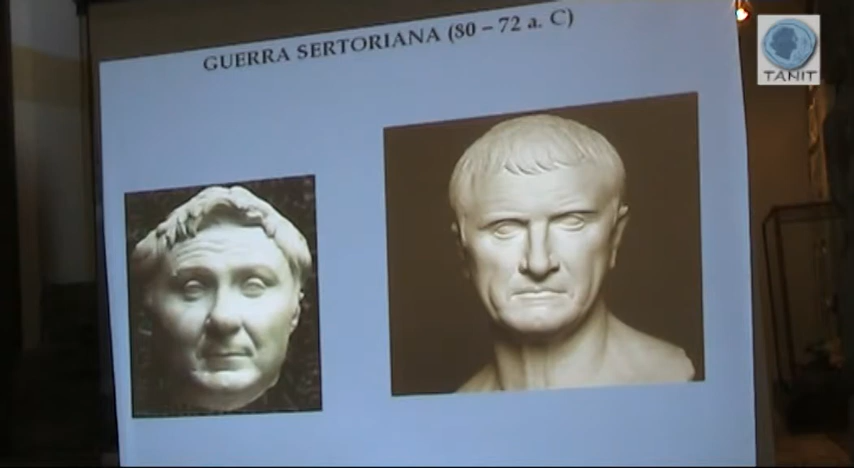 GUERRA SERTORIANA (80 – 72 a. C)
TANIT